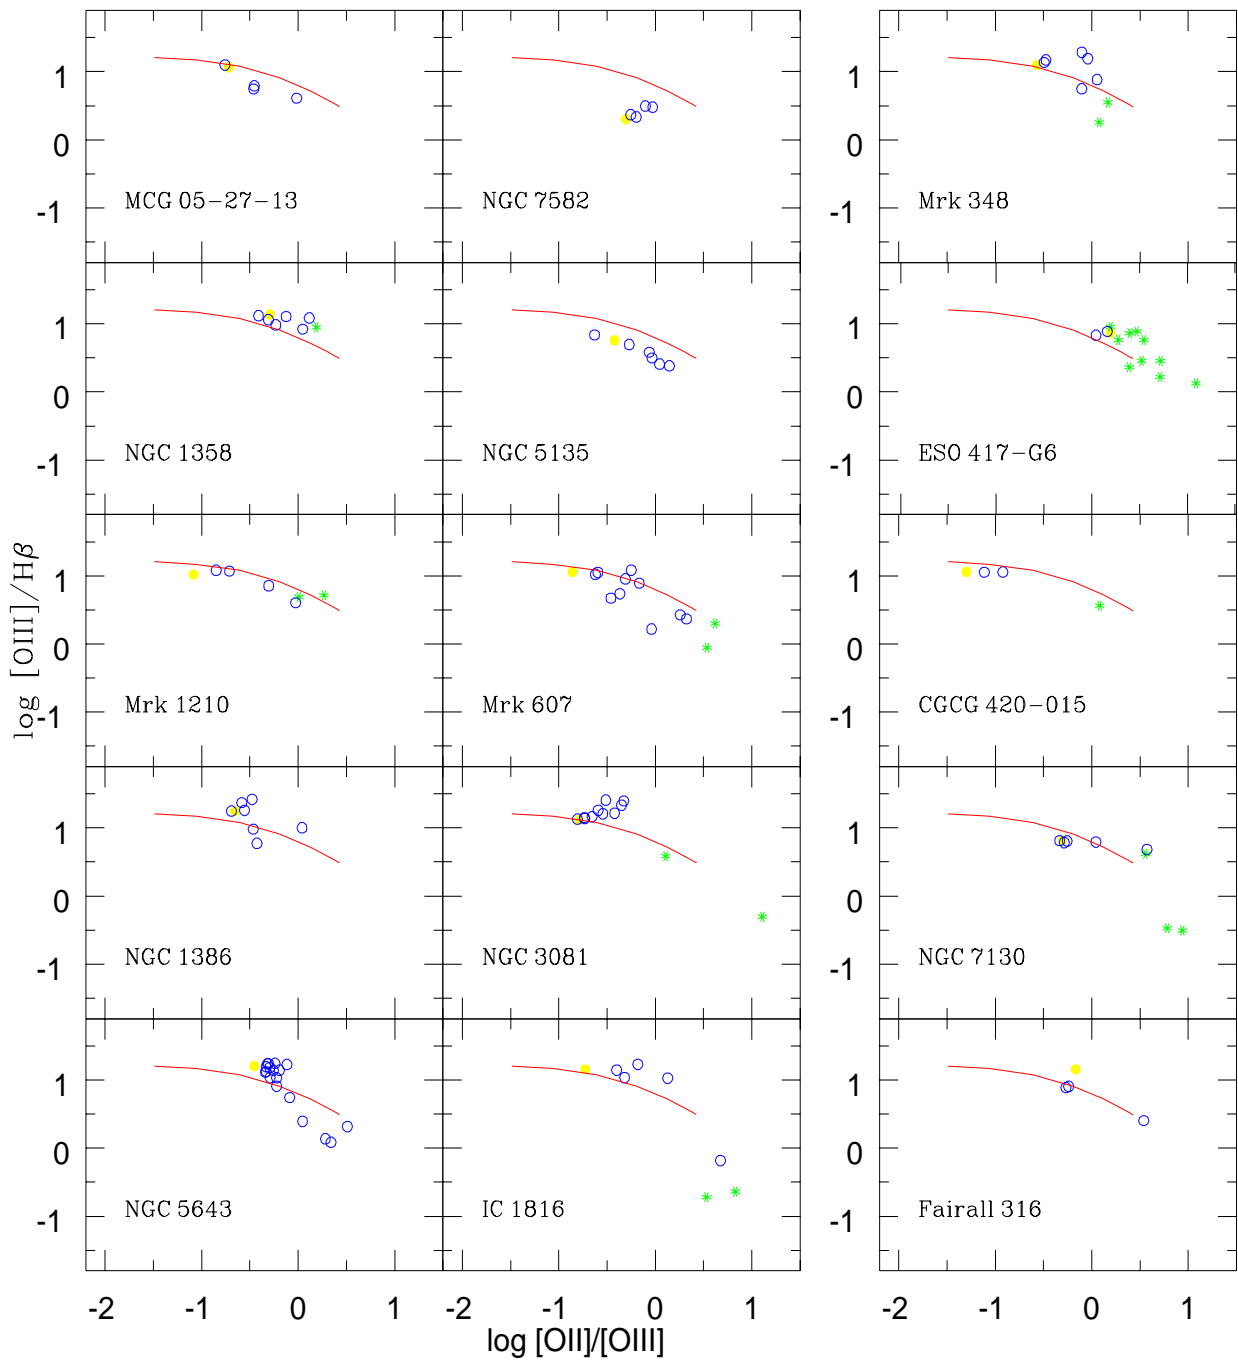 1
0
-1
MCG 05-27-13
NGC 7582
1
0
-1
Mrk 348
1
0
-1
NGC 1358
NGC 5135
1
0
-1
ESO 417-G6
1
0
-1
Mrk 1210
Mrk 607
1
0
-1
CGCG 420-015
1
0
-1
NGC 1386
NGC 3081
1
0
-1
NGC 7130
1
0
-1
NGC 5643
IC 1816
1
0
-1
Fairall 316
log [OIII]/Hβ
-2 -1 0 1 -2 -1 0 1 -2 -1 0 1
log [OII]/[OIII]